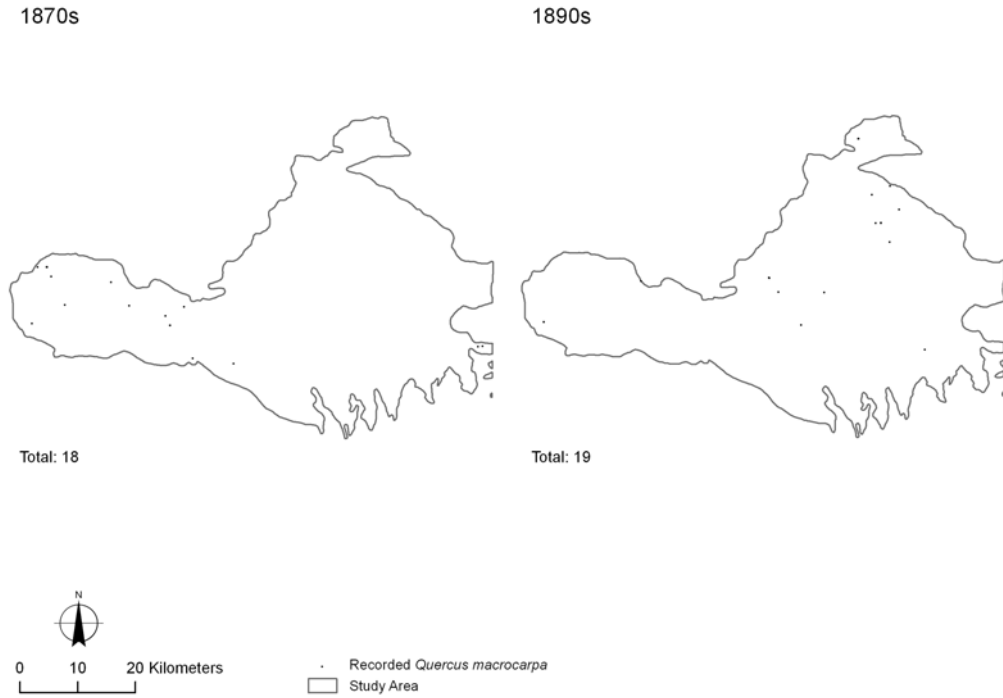 1870s
1890s
Total: 18
Total: 19
N
0 10 20 Kilometers
Recorded Quercus macrocarpa
Study Area